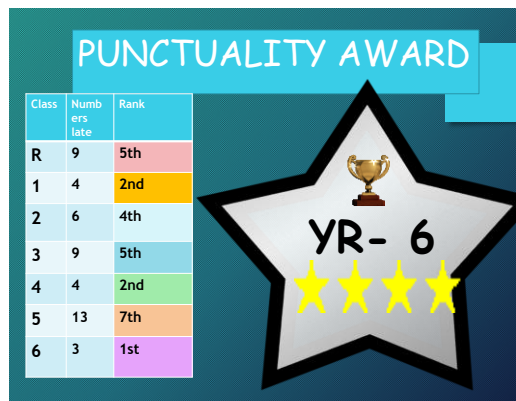 PUNCTUALITY AWARD
Class Numb Rank
ers
late
R 9 5th
1 4 2nd
2 6 4th
3 9 5th
4 4 2nd
5 13 7th
6 3 1st
YR- 6